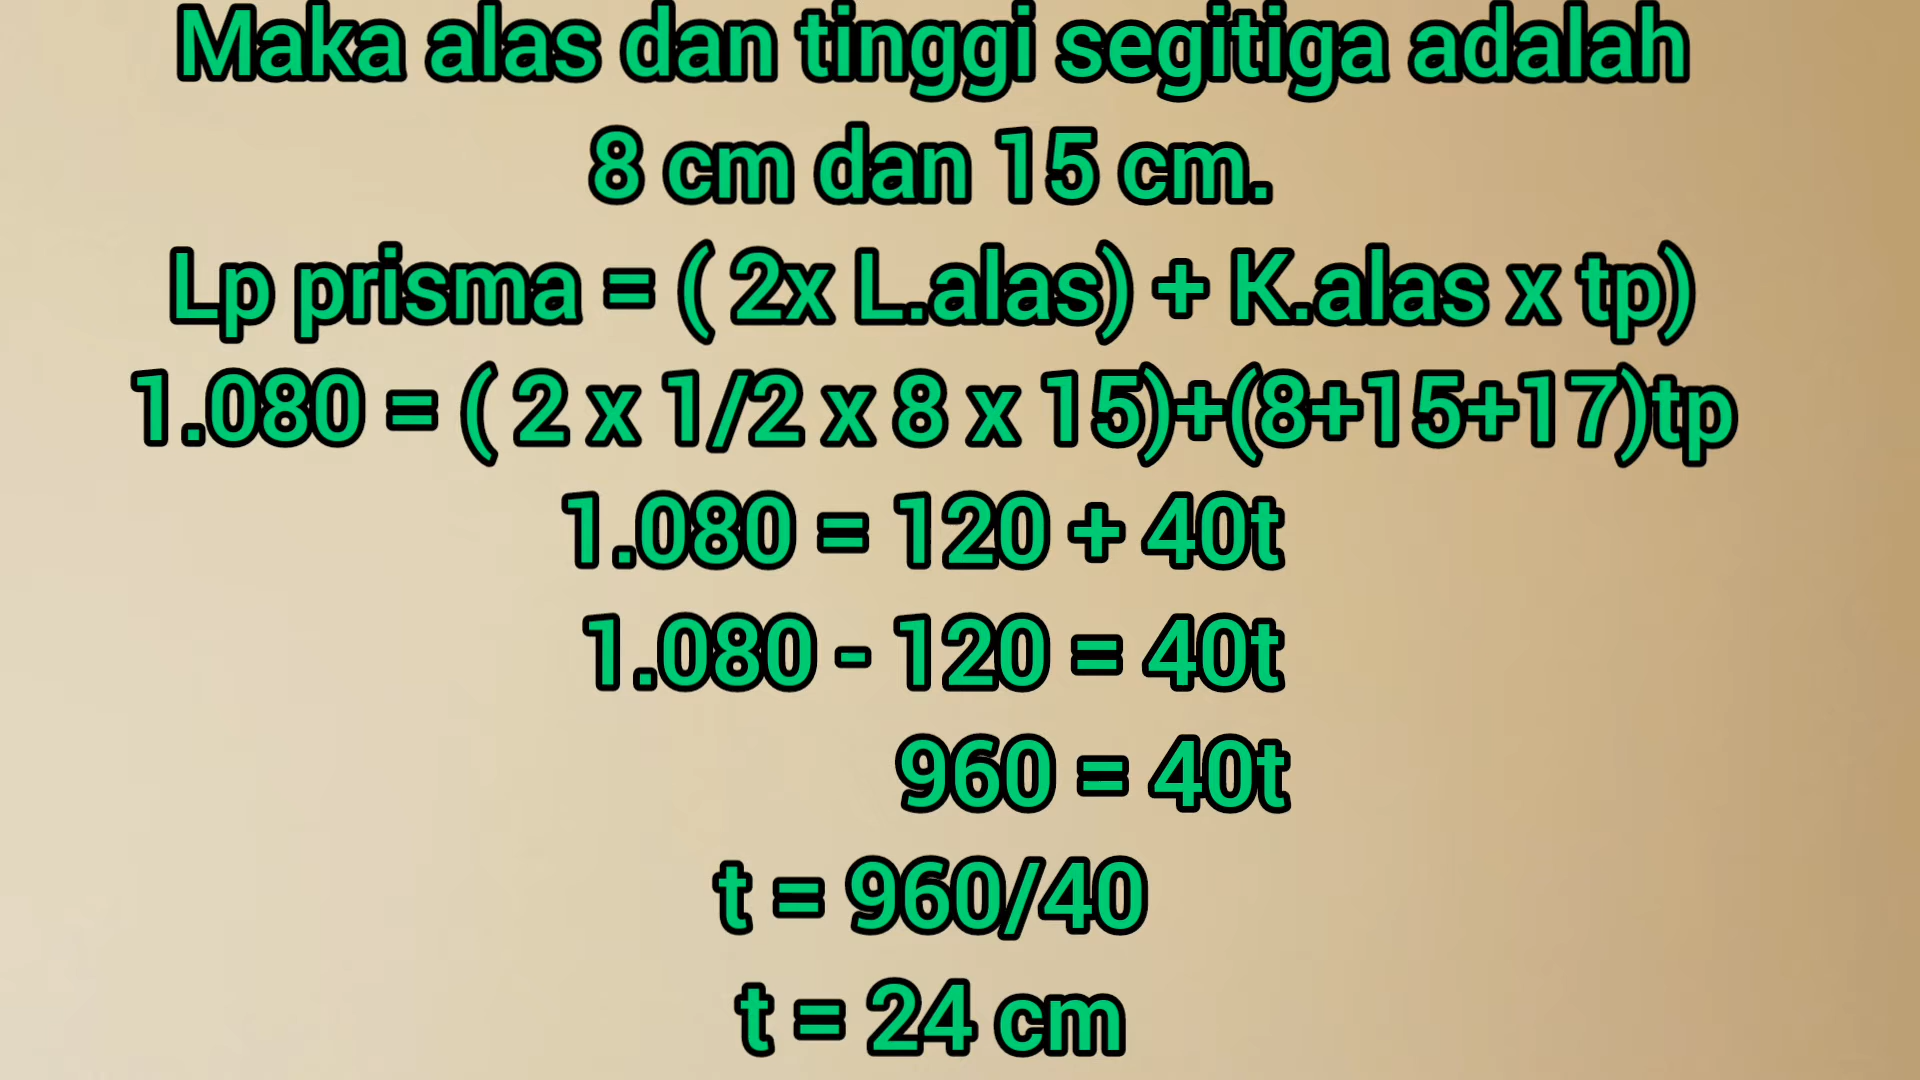 Maka alas dan tinggi segitiga adalah
8 cm dan 15 cm.
Lp prisma = ( 2x L.alas) + K.alas x tp)
1.080 = ( 2 x 1/2 x 8 x 15)+(8+15+17)tp
1.080 = 120 + 40t
1.080 - 120 = 40t
960 = 40t
t = 960/40
t = 24 cm